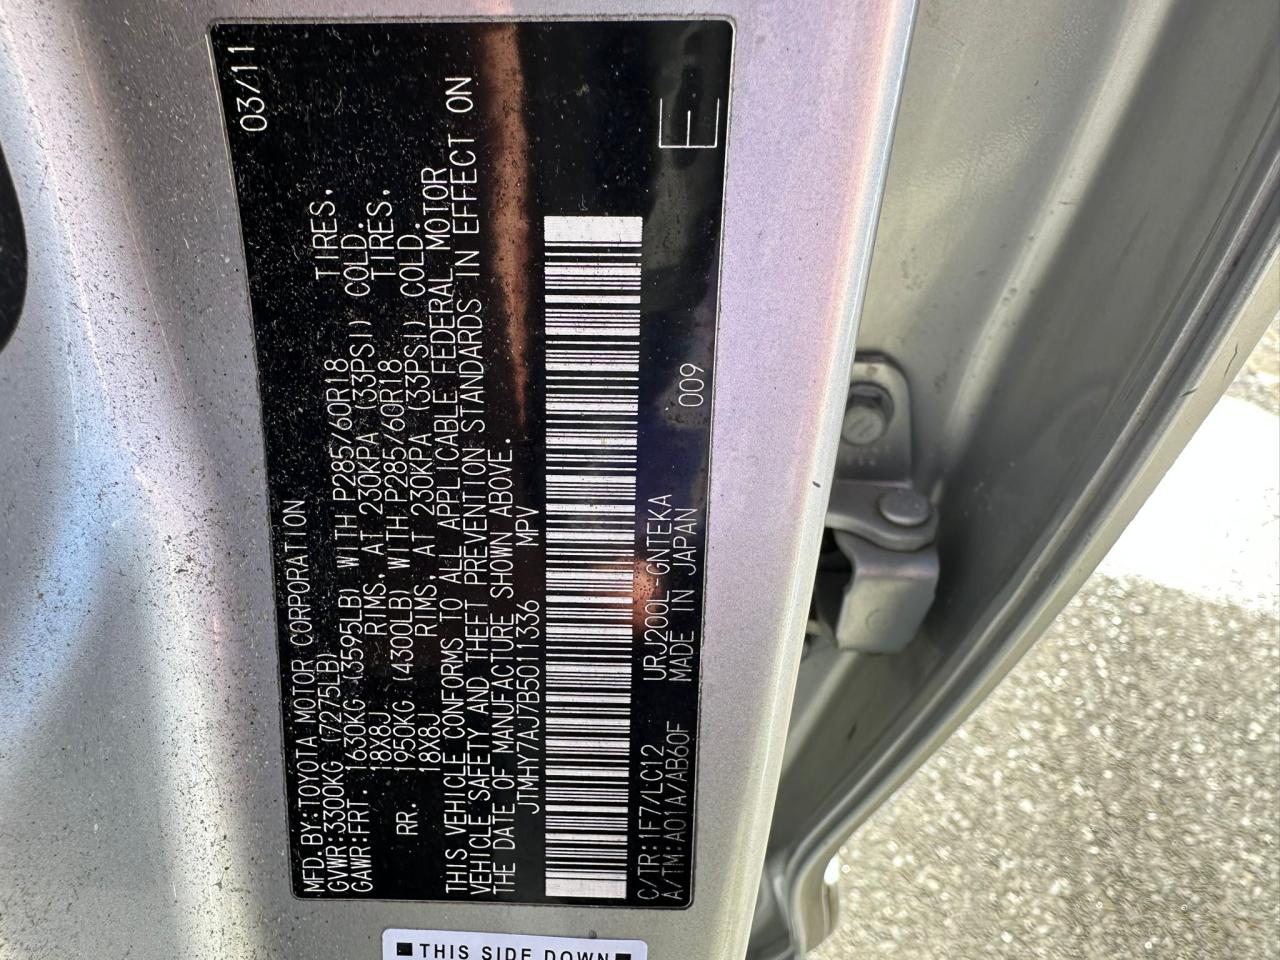 03/11
MFD.BY:TOYOTA MOTOR CORPORATION
GVWR:3300KG (7275LB)
GAWR:FRT. 1630KG (3595LB) WITH P285/60R18 TIRES,
18X8J RIMS, AT 230KPA (33PSI) COLD.
RR. 1950KG (4300LB) WITH P285/60R18 TIRES,
18X8J RIMS, AT 230KPA (33PSI) COLD.
THIS VEHICLE CONFORMS TO ALL APPLICABLE FEDERAL MOTOR
VEHICLE SAFETY AND THEFT PREVENTION STANDARDS IN EFFECT ON
THE DATE OF MANUFACTURE SHOWN ABOVE.
JTMHY7AJ7B5011336 MPV
C/TR:1F7/LC12 URJ200L-GNTEKA
A/TM:A01A/AB60F MADE IN JAPAN 009 E
THIS SIDE DOWN